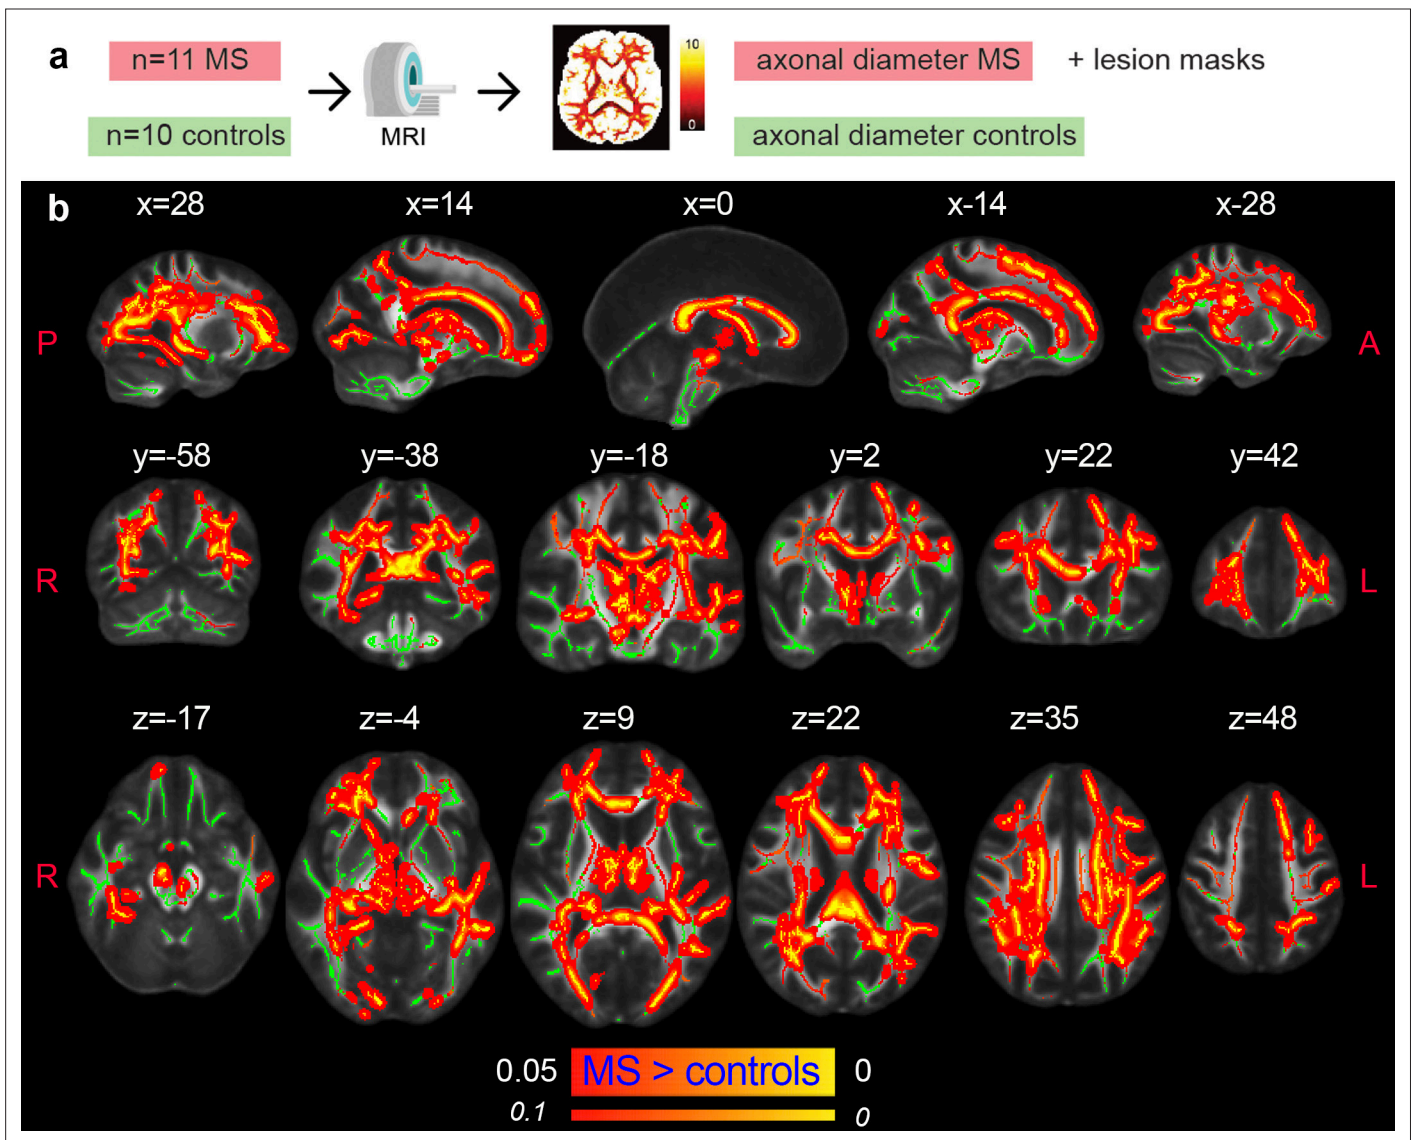 a
n=11 MS
n=10 controls
MRI
10
0
axonal diameter MS
+ lesion masks
axonal diameter controls
b
x=28
x=14
x=0
x-14
x-28
P
A
y=-58
y=-38
y=-18
y=2
y=22
y=42
R
L
z=-17
z=-4
z=9
z=22
z=35
z=48
R
L
0.05
MS > controls
0
0.1
0